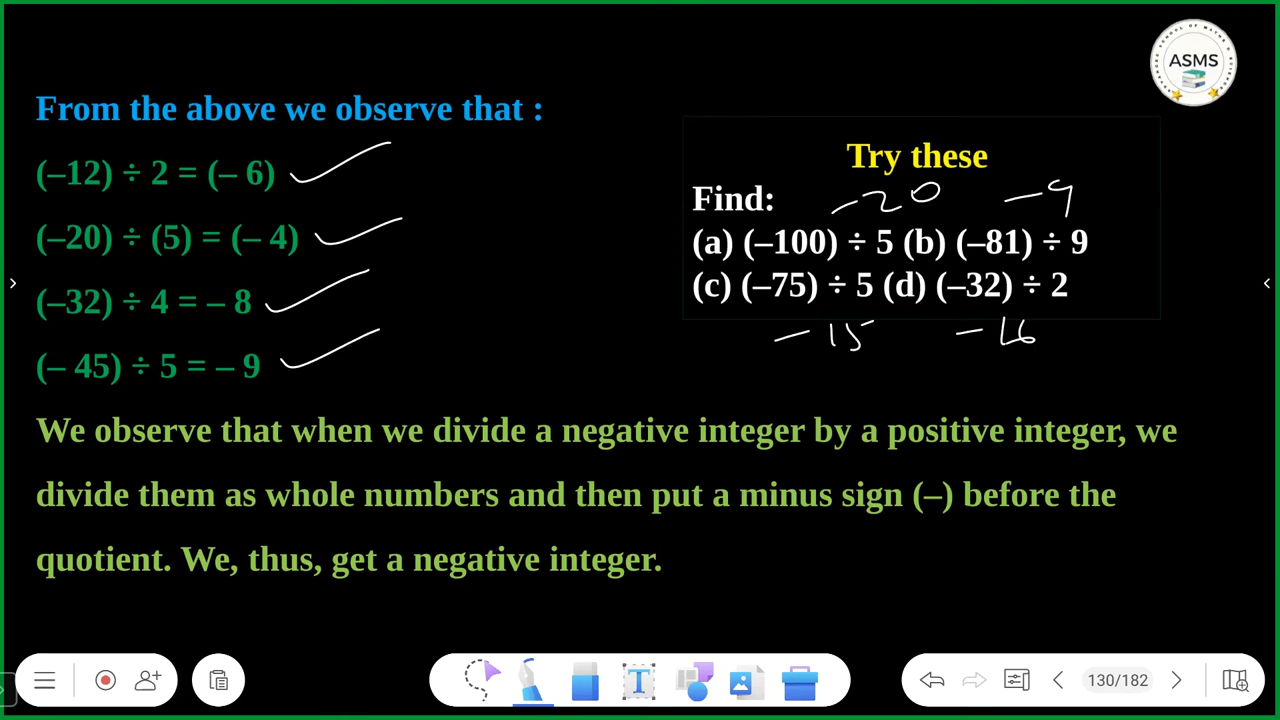 ASMS
From the above we observe that :
(–12) ÷ 2 = (– 6)
(–20) ÷ (5) = (– 4)
(–32) ÷ 4 = – 8
(– 45) ÷ 5 = – 9
Try these
Find:
–20 –9
(a) (–100) ÷ 5 (b) (–81) ÷ 9
(c) (–75) ÷ 5 (d) (–32) ÷ 2
–15 –16
We observe that when we divide a negative integer by a positive integer, we
divide them as whole numbers and then put a minus sign (–) before the
quotient. We, thus, get a negative integer.
130/182